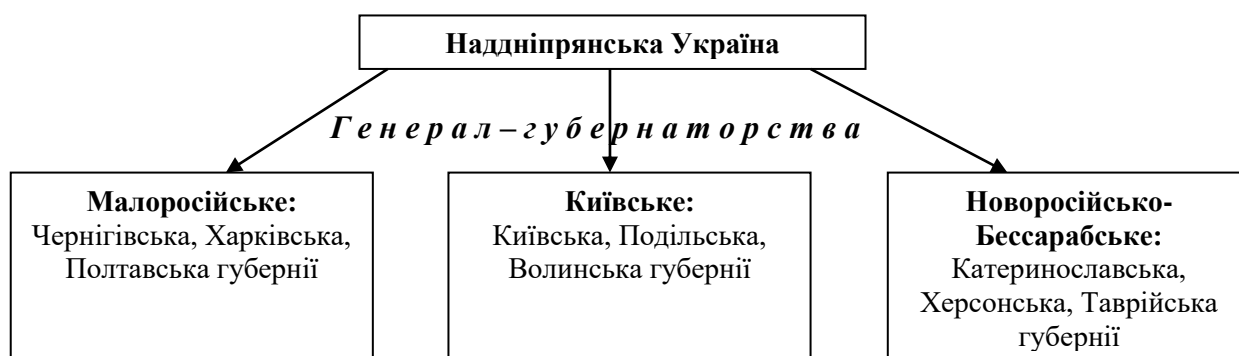 Наддніпрянська Україна
Генерал–губернаторства
Малоросійське:
Чернігівська, Харківська,
Полтавська губернії
Київське:
Київська, Подільська,
Волинська губернії
Новоросійсько-
Бессарабське:
Катеринославська,
Херсонська, Таврійська
губернії